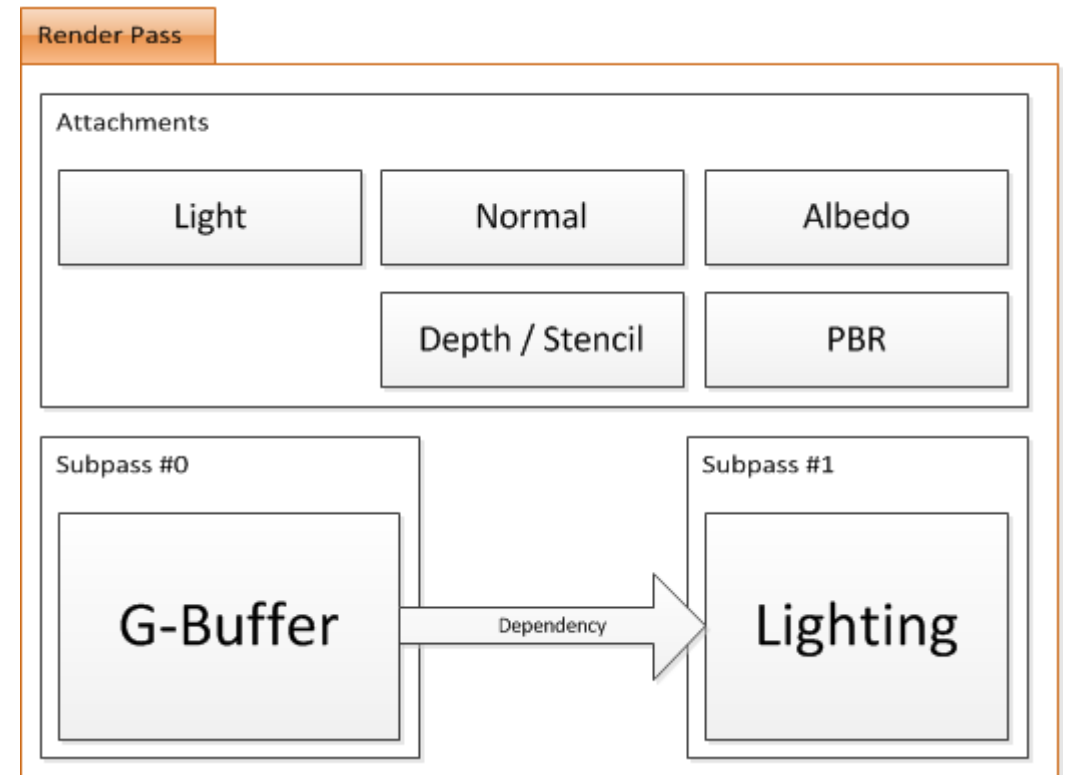 Render Pass
Attachments
Light
Normal
Albedo
Depth / Stencil
PBR
Subpass #0
Subpass #1
G-Buffer
Dependency
Lighting